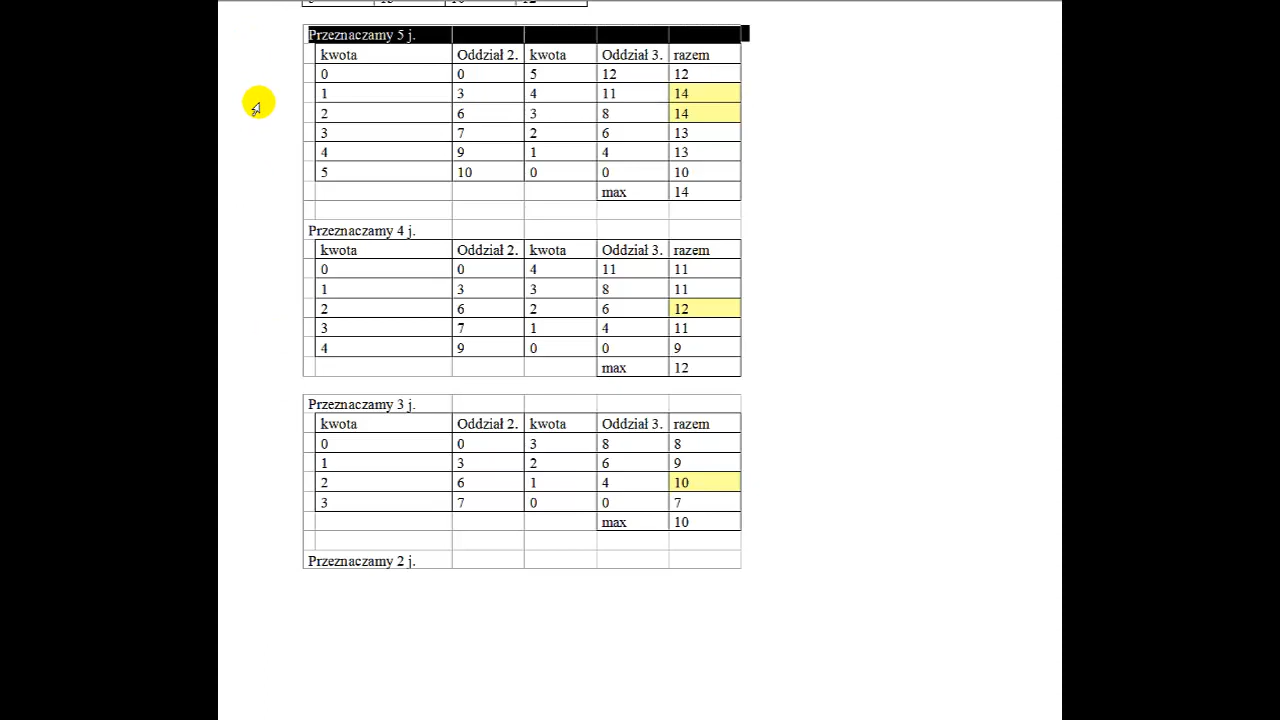 Przeznaczamy 5 j.
kwota Oddział 2. kwota Oddział 3. razem
0 0 5 12 12
1 3 4 11 14
2 6 3 8 14
3 7 2 6 13
4 9 1 4 13
5 10 0 0 10
max 14
Przeznaczamy 4 j.
kwota Oddział 2. kwota Oddział 3. razem
0 0 4 11 11
1 3 3 8 11
2 6 2 6 12
3 7 1 4 11
4 9 0 0 9
max 12
Przeznaczamy 3 j.
kwota Oddział 2. kwota Oddział 3. razem
0 0 3 8 8
1 3 2 6 9
2 6 1 4 10
3 7 0 0 7
max 10
Przeznaczamy 2 j.